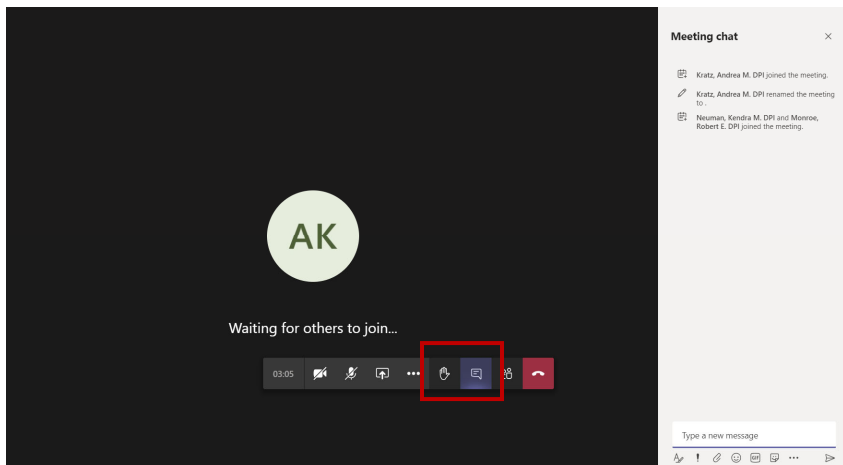 Meeting chat
Kratz, Andrea M. DPI joined the meeting.
Kratz, Andrea M. DPI renamed the meeting
to .
Neuman, Kendra M. DPI and Monroe,
Robert E. DPI joined the meeting.
AK
Waiting for others to join...
03:05
Type a new message
GIF